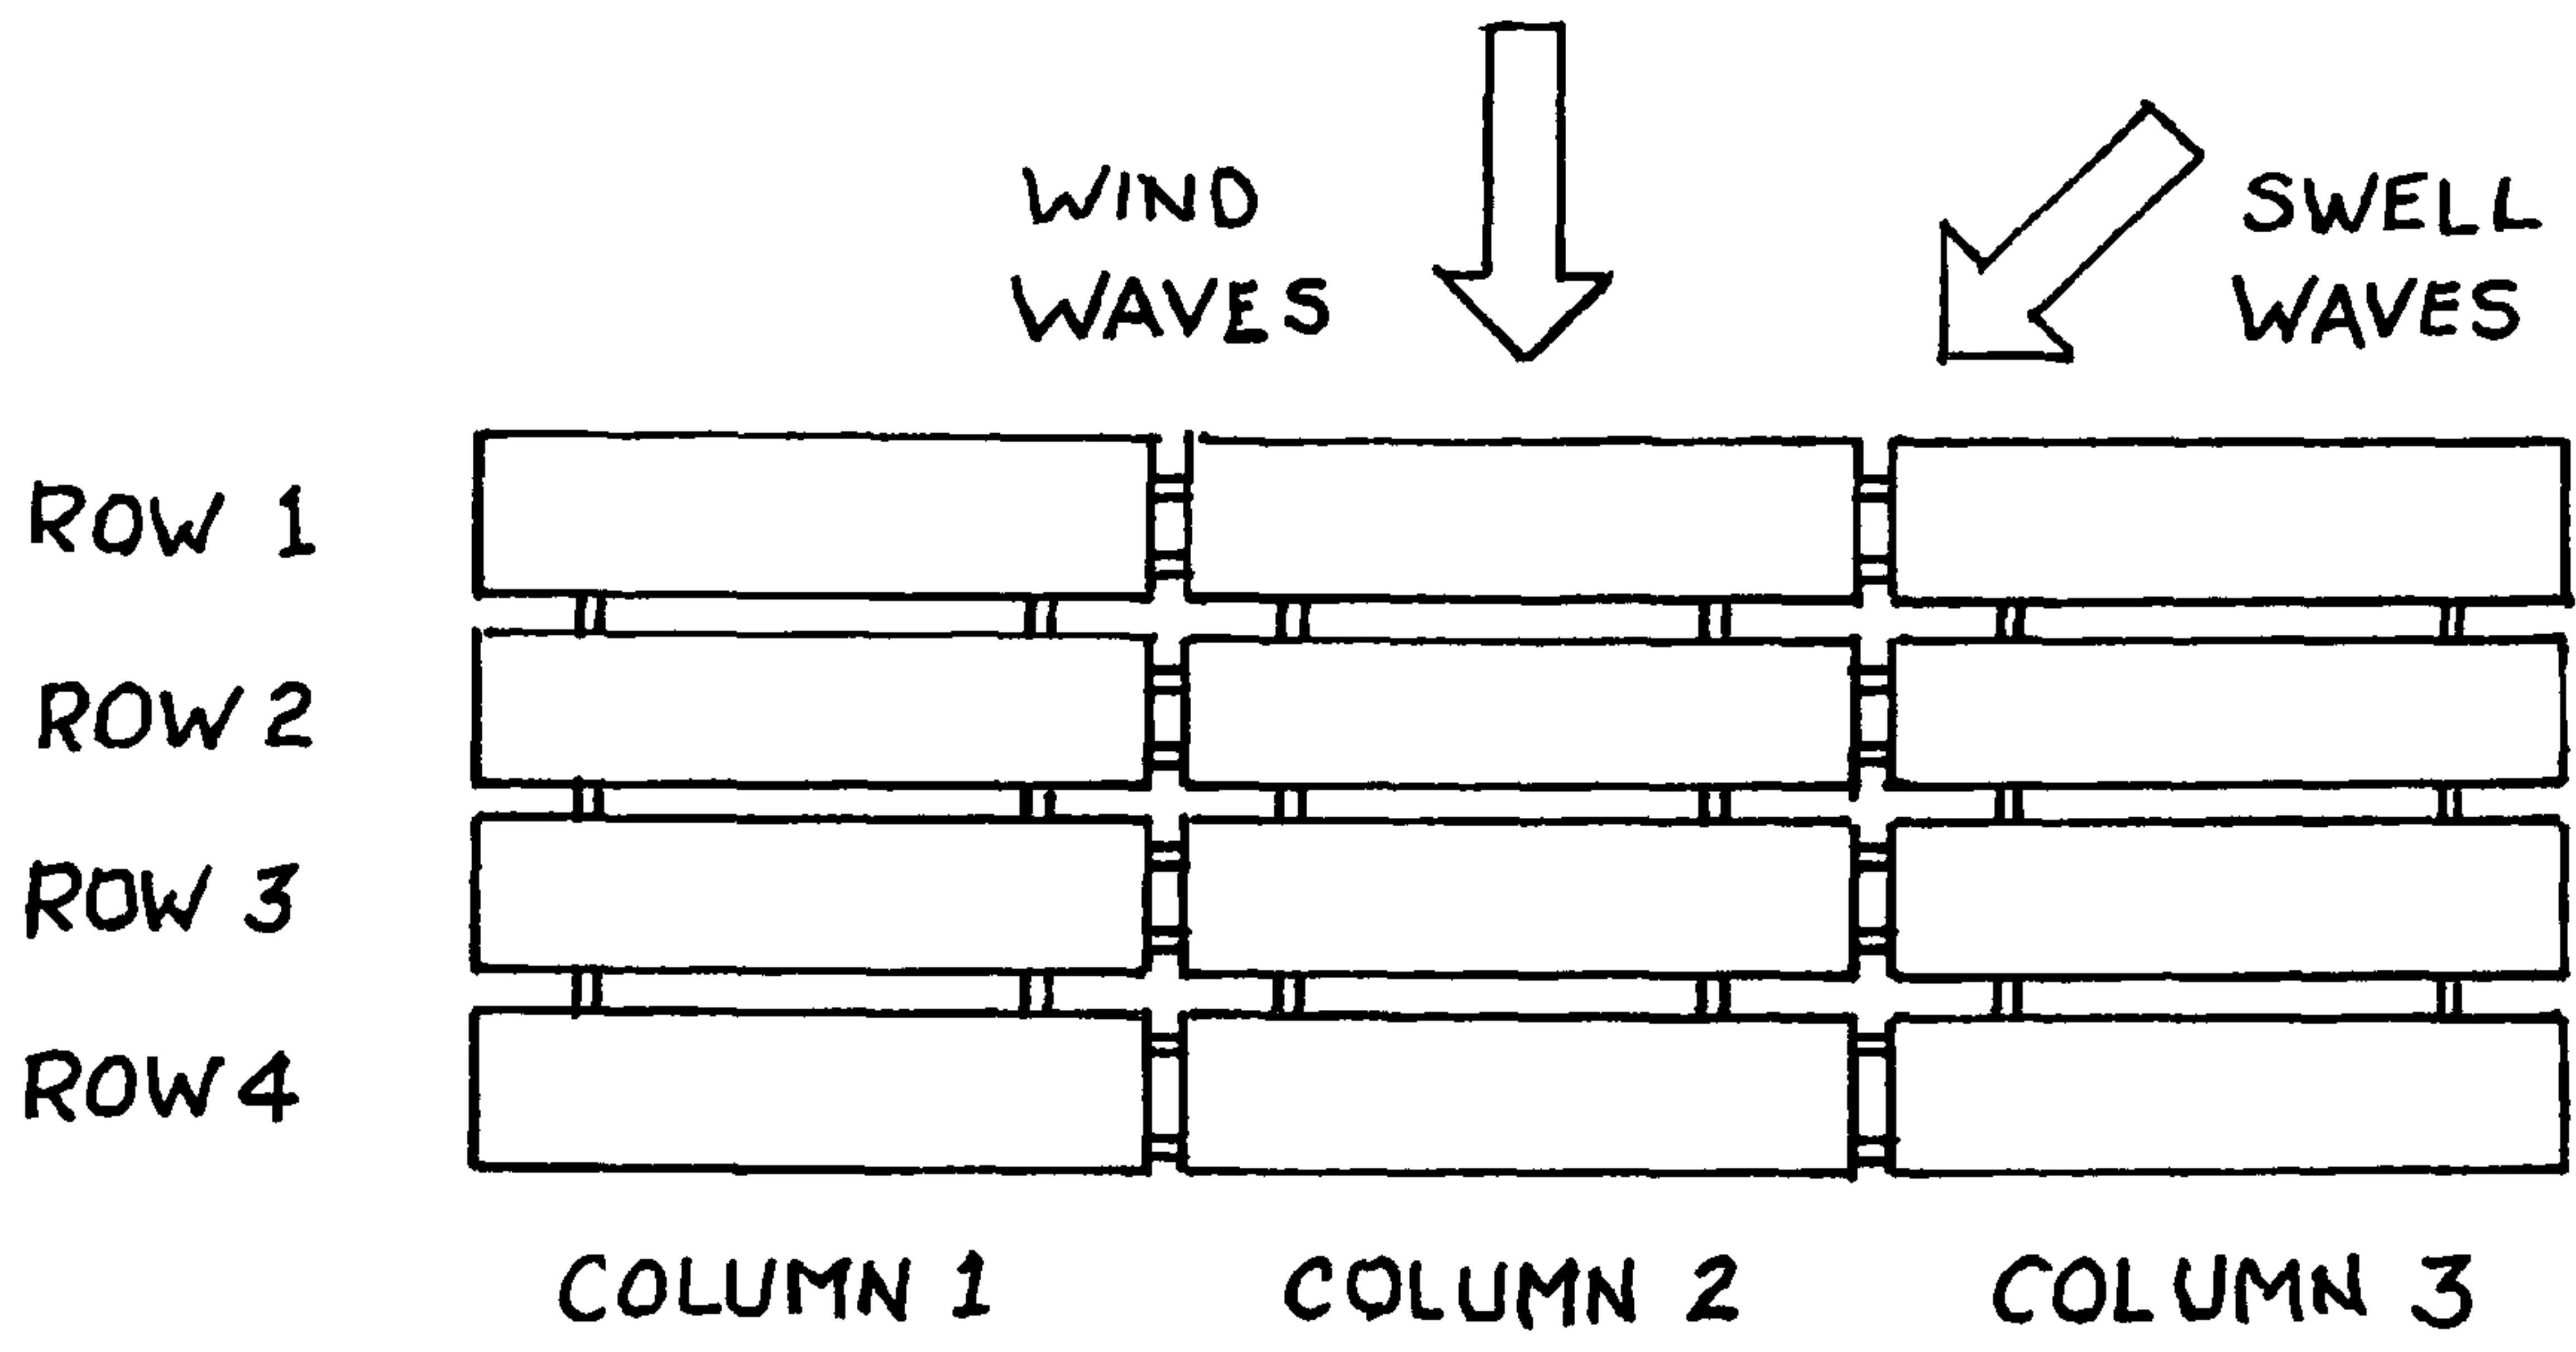 WIND
WAVES
SWELL
WAVES
ROW 1
ROW 2
ROW 3
ROW 4
COLUMN 1
COLUMN 2
COLUMN 3